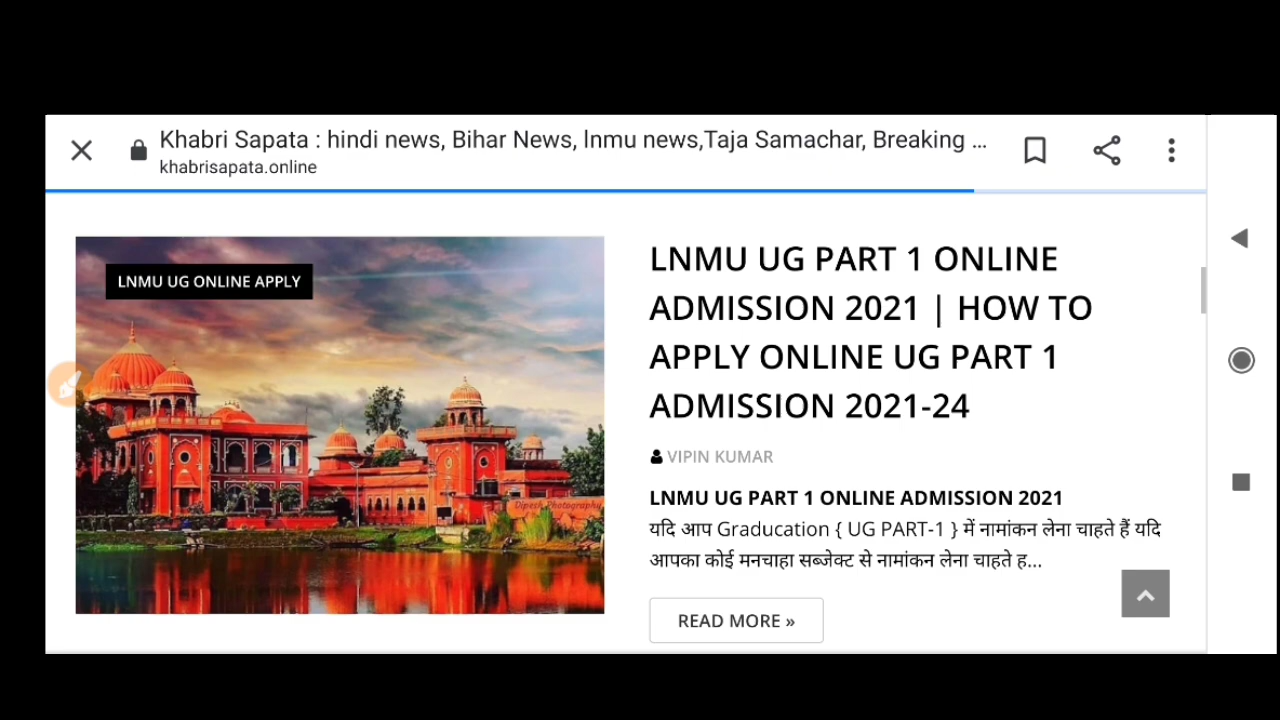 Khabri Sapata : hindi news, Bihar News, lnmu news,Taja Samachar, Breaking ...
khabrisapata.online
LNMU UG ONLINE APPLY
Dipesh Photography
LNMU UG PART 1 ONLINE
ADMISSION 2021 | HOW TO
APPLY ONLINE UG PART 1
ADMISSION 2021-24
VIPIN KUMAR
LNMU UG PART 1 ONLINE ADMISSION 2021
यदि आप Graducation { UG PART-1 } में नामांकन लेना चाहते हैं यदि
आपका कोई मनचाहा सब्जेक्ट से नामांकन लेना चाहते ह...
READ MORE »